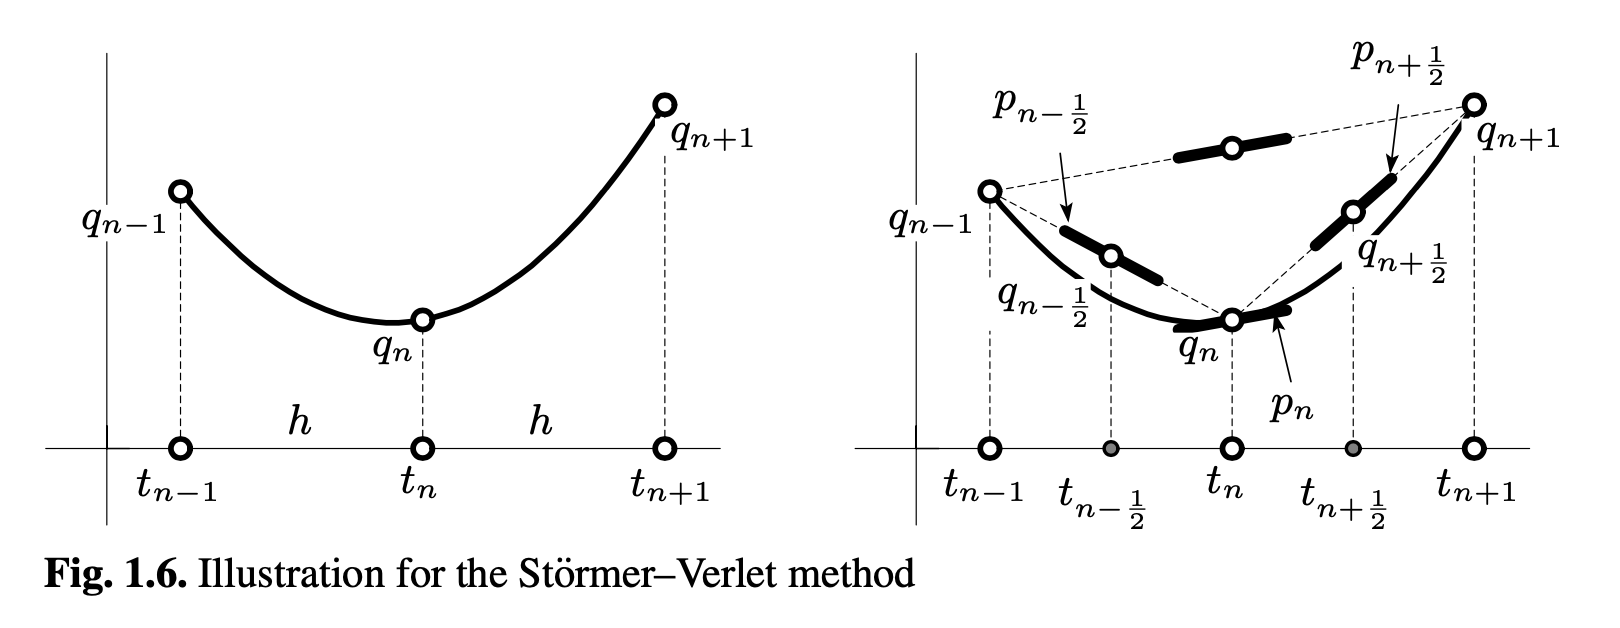 q_{n+1}
q_{n-1}
q_n
h h
t_{n-1} t_n t_{n+1}
p_{n+\frac{1}{2}}
p_{n-\frac{1}{2}}
q_{n+1}
q_{n-1}
q_{n+\frac{1}{2}}
q_{n-\frac{1}{2}}
q_n
p_n
t_{n-1} t_{n-\frac{1}{2}} t_n t_{n+\frac{1}{2}} t_{n+1}
Fig. 1.6. Illustration for the Störmer–Verlet method